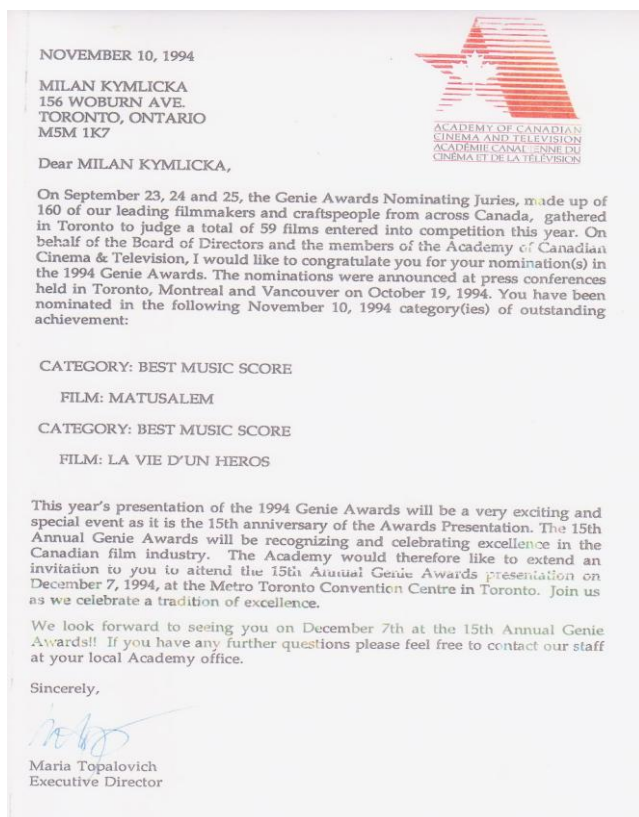 NOVEMBER 10, 1994
MILAN KYMLICKA
156 WOBURN AVE.
TORONTO, ONTARIO
M5M 1K7
ACADEMY OF CANADIAN
CINEMA AND TELEVISION
ACADÉMIE CANADIENNE DU
CINÉMA ET DE LA TÉLÉVISION
Dear MILAN KYMLICKA,
On September 23, 24 and 25, the Genie Awards Nominating Juries, made up of
160 of our leading filmmakers and craftspeople from across Canada, gathered
in Toronto to judge a total of 59 films entered into competition this year. On
behalf of the Board of Directors and the members of the Academy of Canadian
Cinema & Television, I would like to congratulate you for your nomination(s) in
the 1994 Genie Awards. The nominations were announced at press conferences
held in Toronto, Montreal and Vancouver on October 19, 1994. You have been
nominated in the following November 10, 1994 category(ies) of outstanding
achievement:
CATEGORY: BEST MUSIC SCORE
FILM: MATUSALEM
CATEGORY: BEST MUSIC SCORE
FILM: LA VIE D'UN HEROS
This year's presentation of the 1994 Genie Awards will be a very exciting and
special event as it is the 15th anniversary of the Awards Presentation. The 15th
Annual Genie Awards will be recognizing and celebrating excellence in the
Canadian film industry. The Academy would therefore like to extend an
invitation to you to attend the 15th Annual Genie Awards presentation on
December 7, 1994, at the Metro Toronto Convention Centre in Toronto. Join us
as we celebrate a tradition of excellence.
We look forward to seeing you on December 7th at the 15th Annual Genie
Awards!! If you have any further questions please feel free to contact our staff
at your local Academy office.
Sincerely,
Maria Topalovich
Executive Director